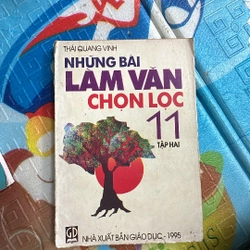 THÁI QUANG VINH
NHỮNG BÀI
LÀM VĂN
CHỌN LỌC
11
TẬP HAI
GD
NHÀ XUẤT BẢN GIÁO DỤC - 1995